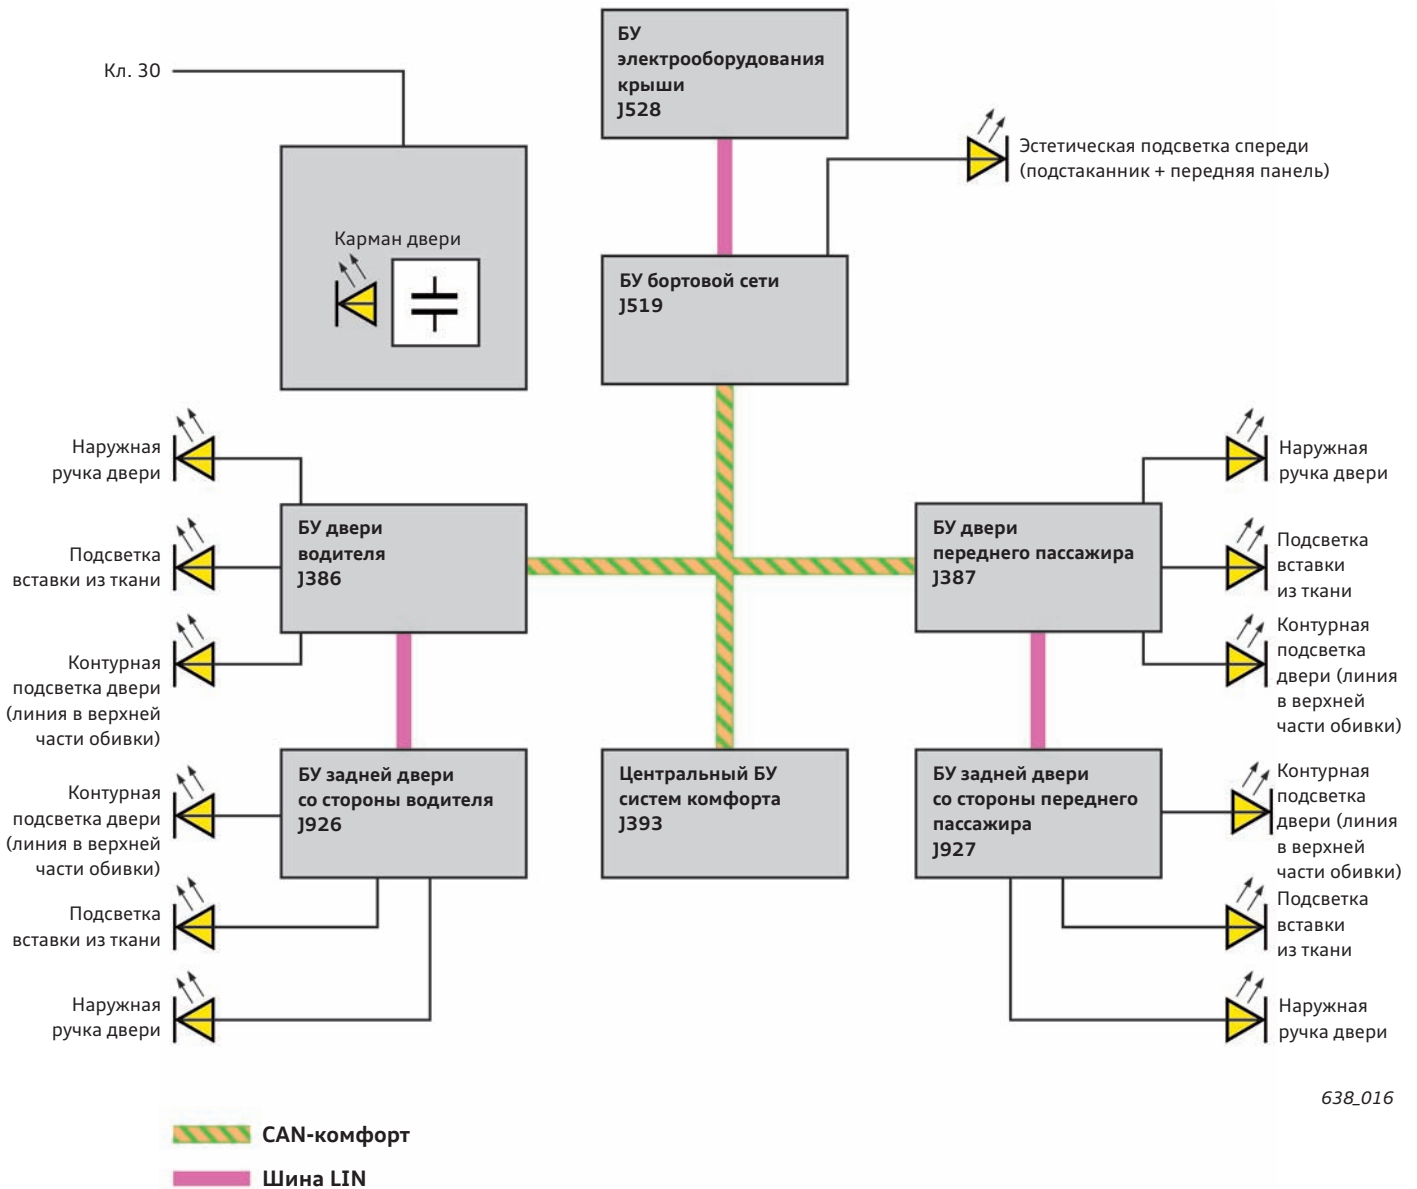 БУ
электрооборудования
крыши
J528
Кл. 30
Эстетическая подсветка спереди
(подстаканник + передняя панель)
Карман двери
БУ бортовой сети
J519
Наружная
ручка двери
Подсветка
вставки из ткани
Контурная
подсветка двери
(линия в верхней
части обивки)
БУ двери
водителя
J386
БУ двери
переднего пассажира
J387
Наружная
ручка двери
Подсветка
вставки
из ткани
Контурная
подсветка
двери (линия
в верхней
части обивки)
Контурная
подсветка двери
(линия в верхней
части обивки)
Подсветка
вставки из ткани
Наружная
ручка двери
БУ задней двери
со стороны водителя
J926
Центральный БУ
систем комфорта
J393
БУ задней двери
со стороны переднего
пассажира
J927
Контурная
подсветка
двери (линия
в верхней
части обивки)
Подсветка
вставки
из ткани
Наружная
ручка двери
638_016
CAN-комфорт
Шина LIN